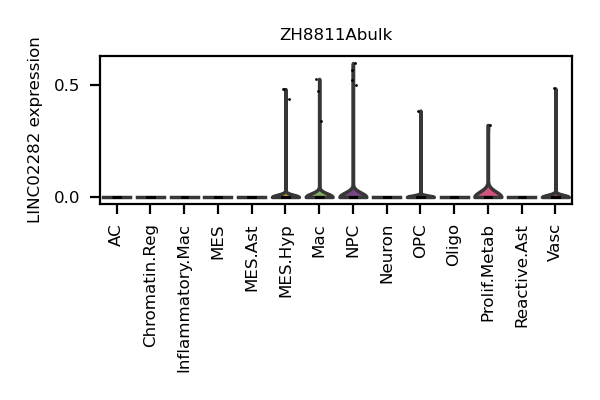 ZH8811Abulk
LINC02282 expression
0.5
0.0
AC
Chromatin.Reg
Inflammatory.Mac
MES
MES.Ast
MES.Hyp
Mac
NPC
Neuron
OPC
Oligo
Prolif.Metab
Reactive.Ast
Vasc